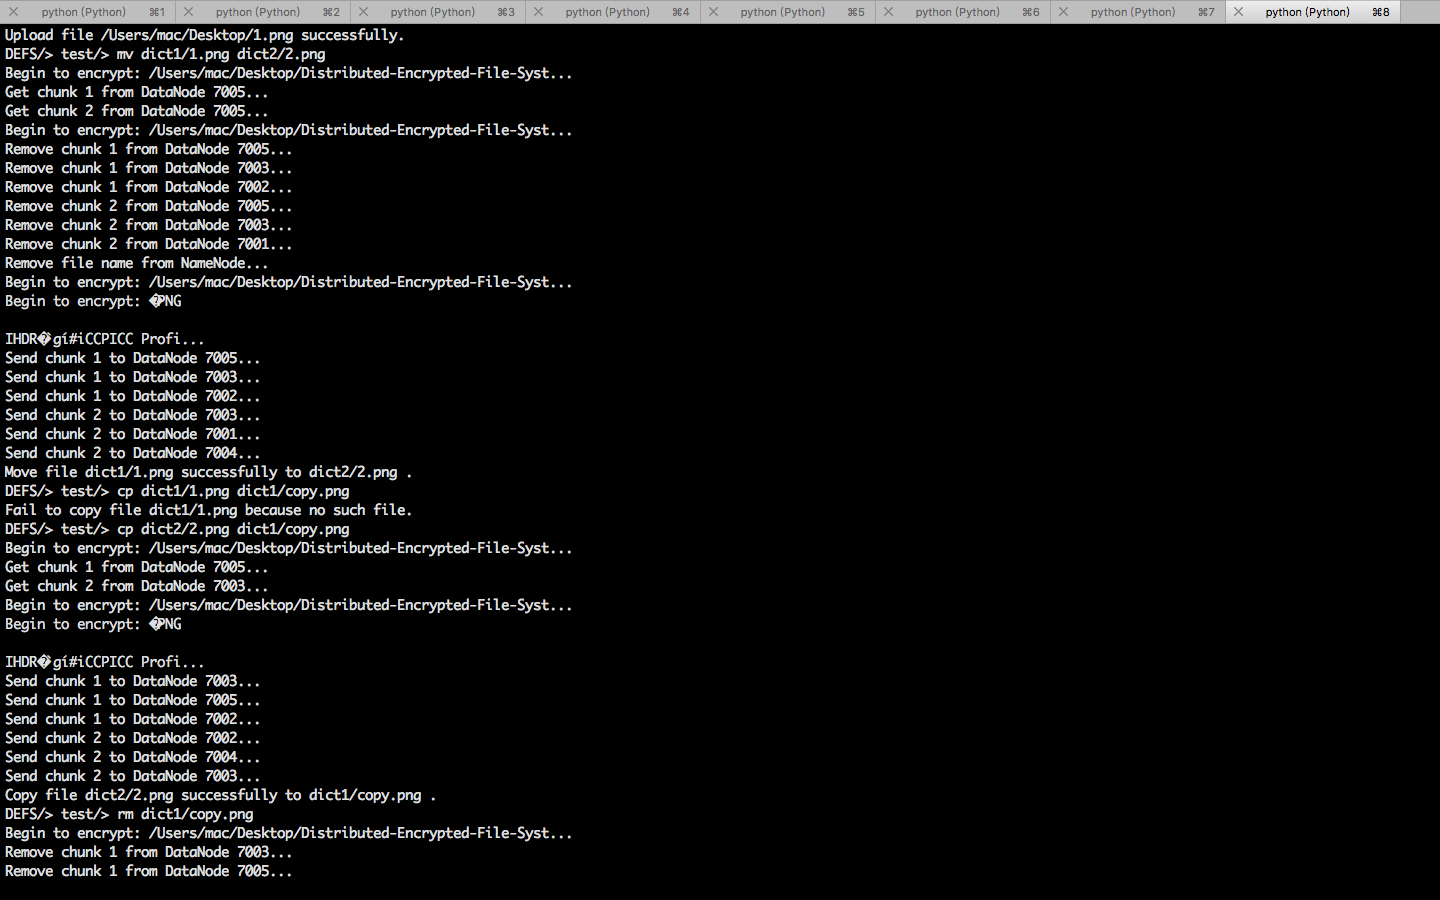 python (Python) ⌘1 python (Python) ⌘2 python (Python) ⌘3 python (Python) ⌘4 python (Python) ⌘5 python (Python) ⌘6 python (Python) ⌘7 python (Python) ⌘8
Upload file /Users/mac/Desktop/1.png successfully.
DEFS/> test/> mv dict1/1.png dict2/2.png
Begin to encrypt: /Users/mac/Desktop/Distributed-Encrypted-File-Syst...
Get chunk 1 from DataNode 7005...
Get chunk 2 from DataNode 7005...
Begin to encrypt: /Users/mac/Desktop/Distributed-Encrypted-File-Syst...
Remove chunk 1 from DataNode 7005...
Remove chunk 1 from DataNode 7003...
Remove chunk 1 from DataNode 7002...
Remove chunk 2 from DataNode 7005...
Remove chunk 2 from DataNode 7003...
Remove chunk 2 from DataNode 7001...
Remove file name from NameNode...
Begin to encrypt: /Users/mac/Desktop/Distributed-Encrypted-File-Syst...
Begin to encrypt: �PNG
IHDR�gí#iCCPICC Profi...
Send chunk 1 to DataNode 7005...
Send chunk 1 to DataNode 7003...
Send chunk 1 to DataNode 7002...
Send chunk 2 to DataNode 7003...
Send chunk 2 to DataNode 7001...
Send chunk 2 to DataNode 7004...
Move file dict1/1.png successfully to dict2/2.png .
DEFS/> test/> cp dict1/1.png dict1/copy.png
Fail to copy file dict1/1.png because no such file.
DEFS/> test/> cp dict2/2.png dict1/copy.png
Begin to encrypt: /Users/mac/Desktop/Distributed-Encrypted-File-Syst...
Get chunk 1 from DataNode 7005...
Get chunk 2 from DataNode 7003...
Begin to encrypt: /Users/mac/Desktop/Distributed-Encrypted-File-Syst...
Begin to encrypt: �PNG
IHDR�gí#iCCPICC Profi...
Send chunk 1 to DataNode 7003...
Send chunk 1 to DataNode 7005...
Send chunk 1 to DataNode 7002...
Send chunk 2 to DataNode 7002...
Send chunk 2 to DataNode 7004...
Send chunk 2 to DataNode 7003...
Copy file dict2/2.png successfully to dict1/copy.png .
DEFS/> test/> rm dict1/copy.png
Begin to encrypt: /Users/mac/Desktop/Distributed-Encrypted-File-Syst...
Remove chunk 1 from DataNode 7003...
Remove chunk 1 from DataNode 7005...